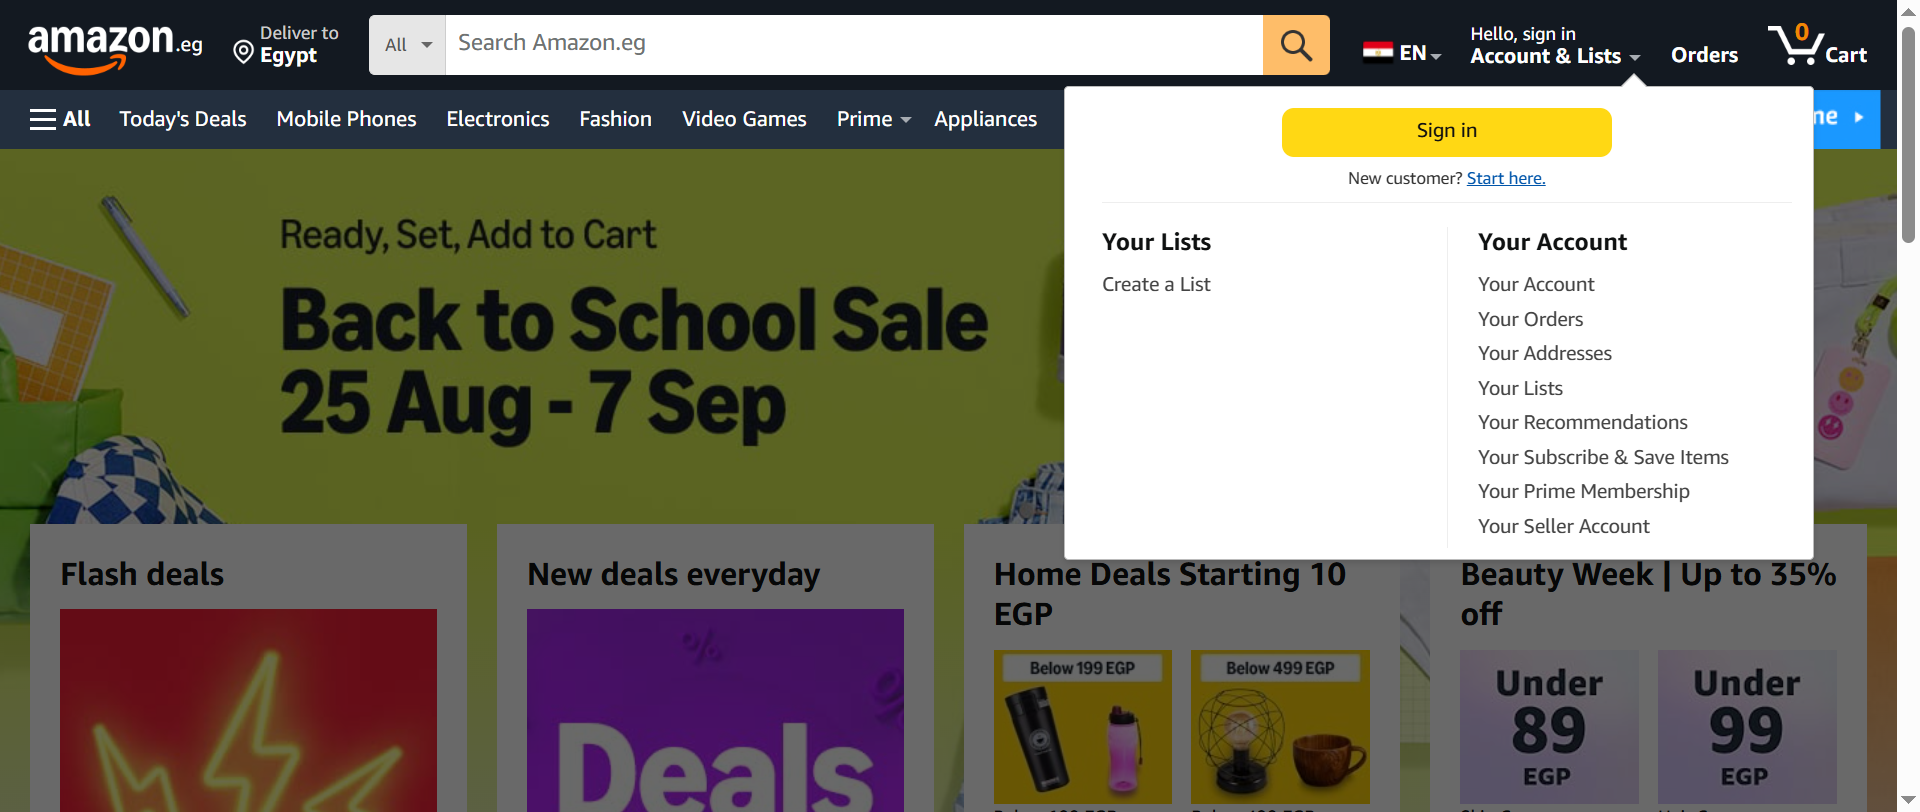 amazon.eg
Deliver to
Egypt
All
Search Amazon.eg
EN
Hello, sign in
Account & Lists
Orders
0
Cart
All
Today's Deals
Mobile Phones
Electronics
Fashion
Video Games
Prime
Appliances
Sign in
New customer? Start here.
Your Lists
Create a List
Your Account
Your Account
Your Orders
Your Addresses
Your Lists
Your Recommendations
Your Subscribe & Save Items
Your Prime Membership
Your Seller Account
Ready, Set, Add to Cart
Back to School Sale
25 Aug - 7 Sep
Flash deals
New deals everyday
%
Deals
Home Deals Starting 10
EGP
Below 199 EGP
Below 499 EGP
Beauty Week | Up to 35%
off
Under
89
EGP
Under
99
EGP